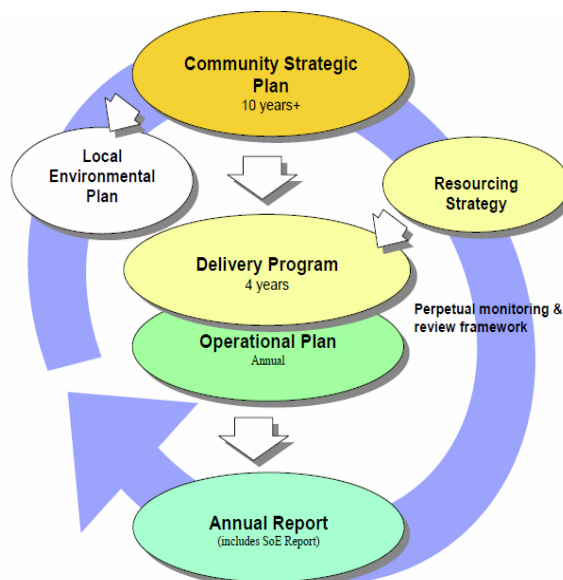 Community Strategic
Plan
10 years+
Local
Environmental
Plan
Resourcing
Strategy
Delivery Program
4 years
Perpetual monitoring &
review framework
Operational Plan
Annual
Annual Report
(includes SoE Report)